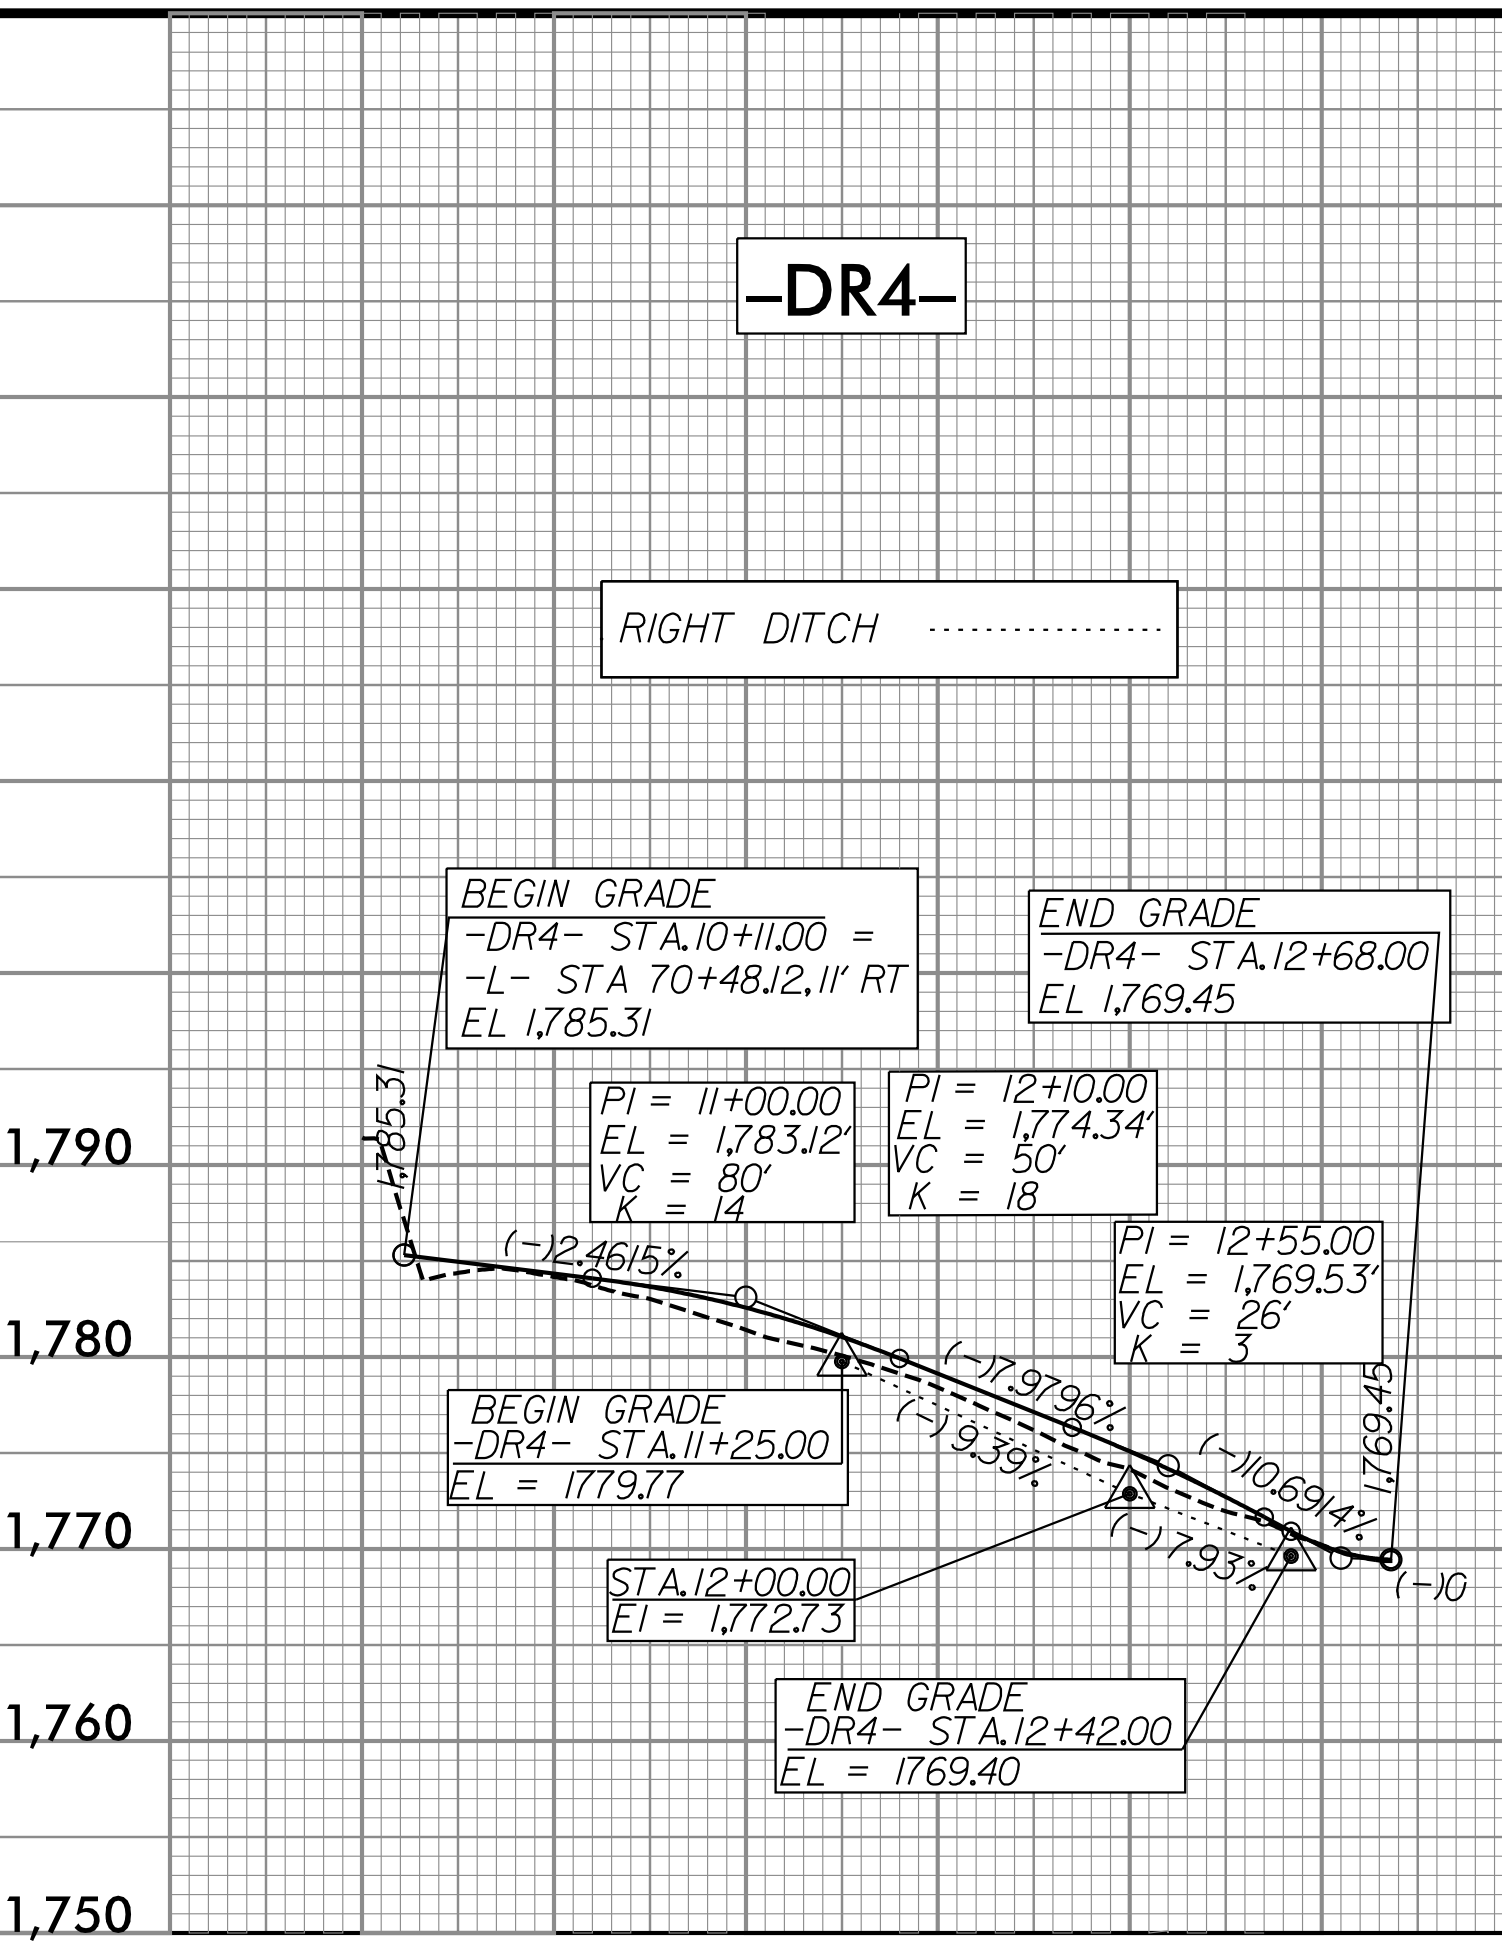 -DR4-
RIGHT DITCH
BEGIN GRADE
-DR4- STA.10+11.00 =
-L- STA 70+48.12, 11' RT
EL 1,785.31
END GRADE
-DR4- STA.12+68.00
EL 1,769.45
1,785.31
PI = 11+00.00
EL = 1,783.12'
VC = 80'
K = 14
PI = 12+10.00
EL = 1,774.34'
VC = 50'
K = 18
PI = 12+55.00
EL = 1,769.53'
VC = 26'
K = 3
1,790
(-)2.4615%
1,780
(-)7.9796%
(-)9.39%
1,769.45
BEGIN GRADE
-DR4- STA.11+25.00
EL = 1779.77
(-)10.6914%
1,770
(-)7.93%
(-)0
STA.12+00.00
El = 1,772.73
END GRADE
-DR4- STA.12+42.00
EL = 1769.40
1,760
1,750